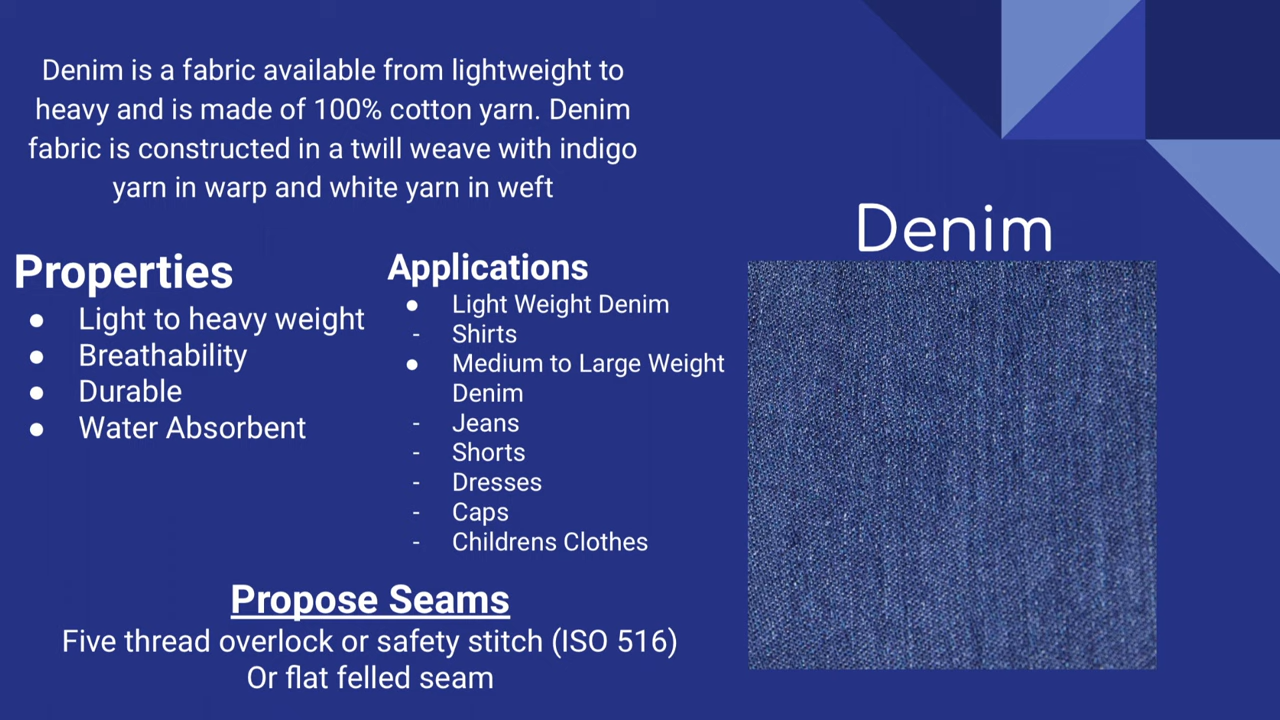 Denim is a fabric available from lightweight to
heavy and is made of 100% cotton yarn. Denim
fabric is constructed in a twill weave with indigo
yarn in warp and white yarn in weft
Denim
Properties
● Light to heavy weight
● Breathability
● Durable
● Water Absorbent
Applications
● Light Weight Denim
- Shirts
● Medium to Large Weight
Denim
- Jeans
- Shorts
- Dresses
- Caps
- Childrens Clothes
Propose Seams
Five thread overlock or safety stitch (ISO 516)
Or flat felled seam